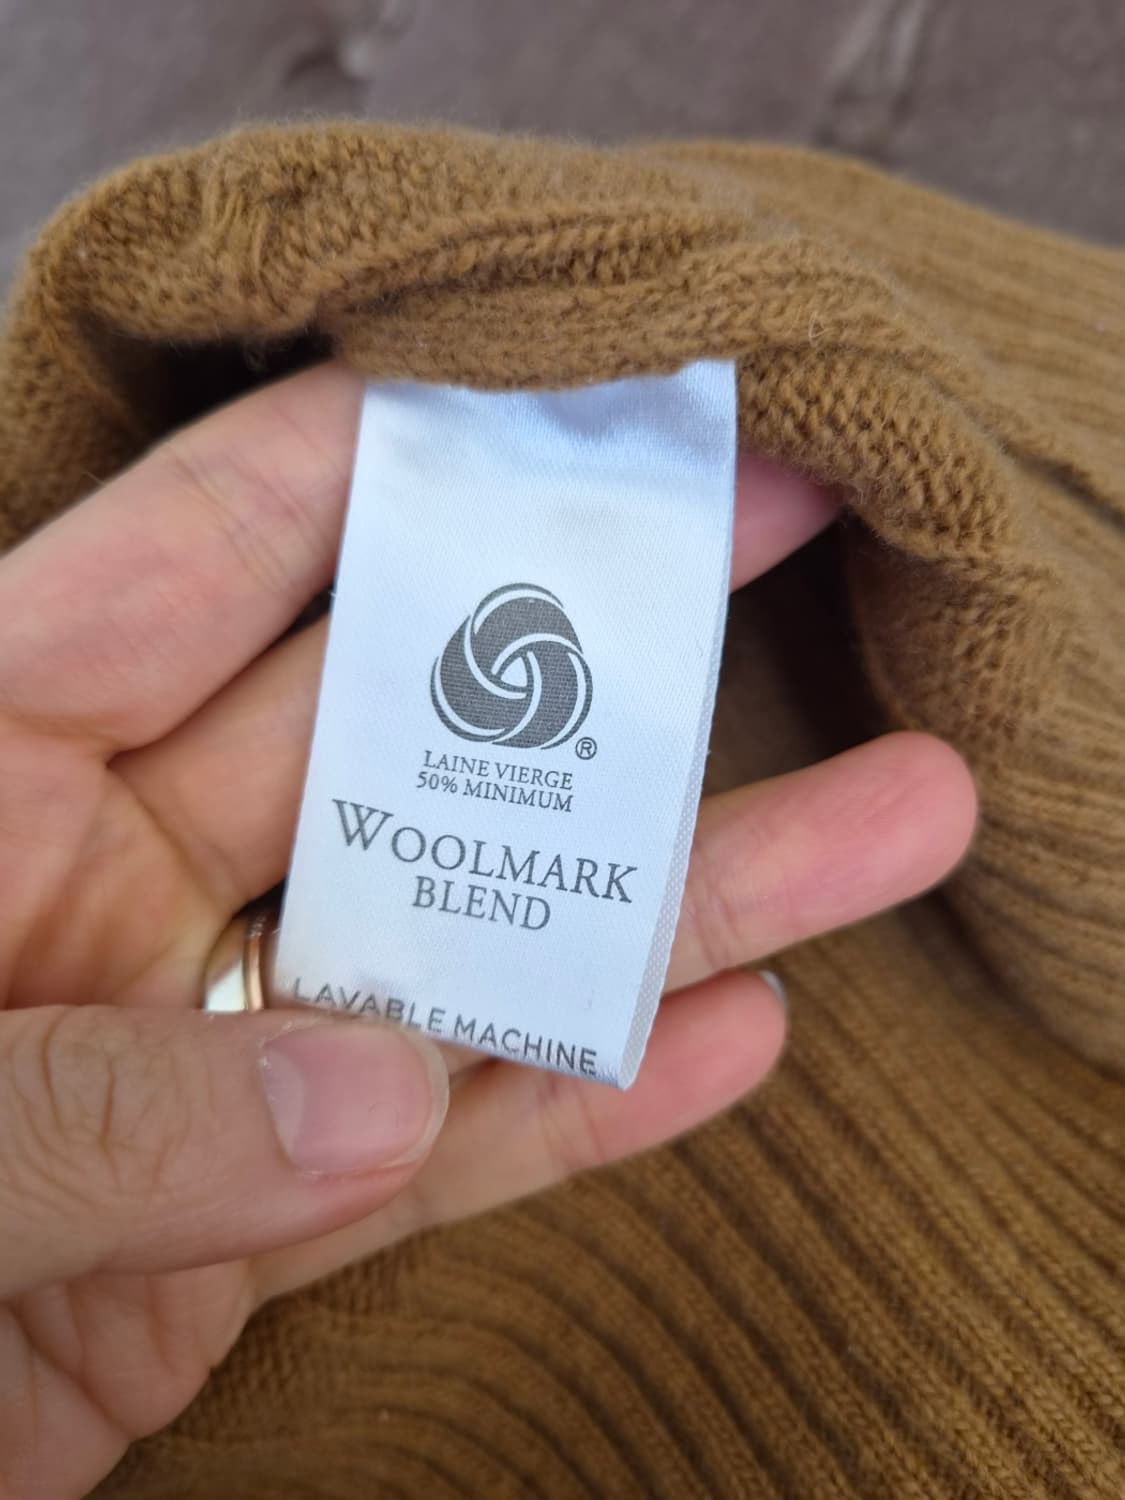 ®
LAINE VIERGE
50% MINIMUM
WOOLMARK
BLEND
LAVABLE MACHINE